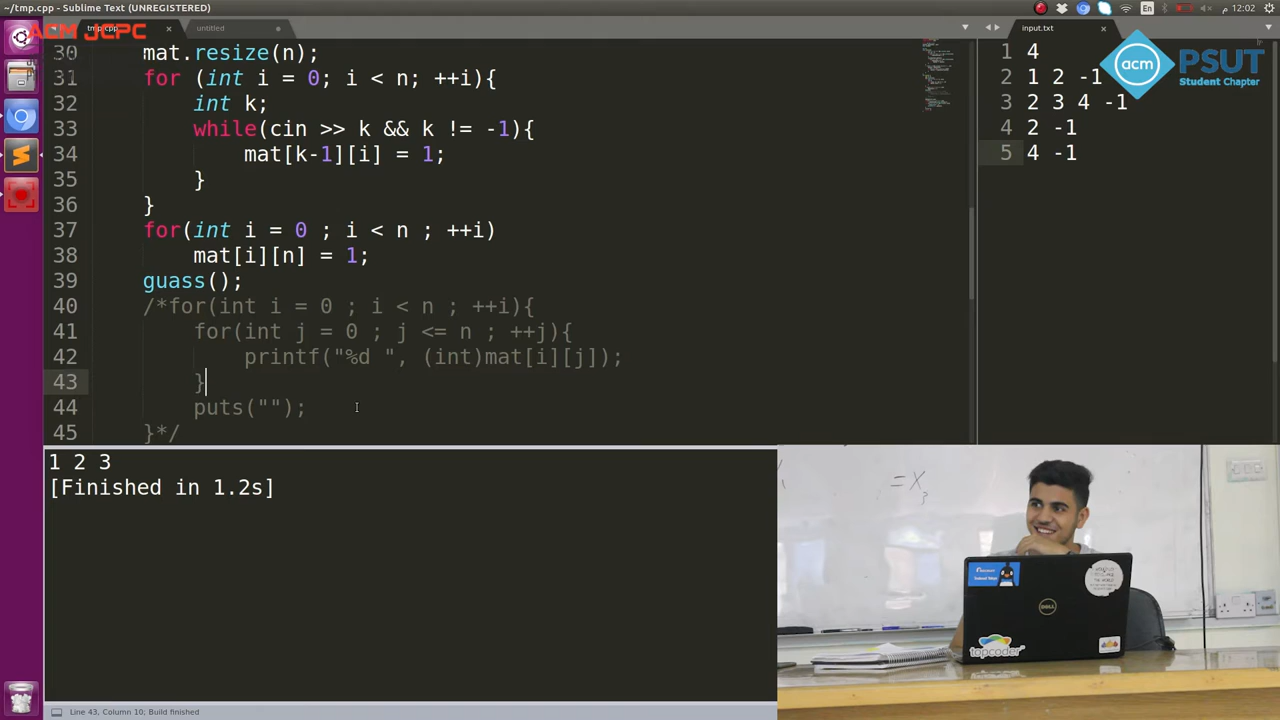 ~/tmp.cpp - Sublime Text (UNREGISTERED)
En
12:02 م
ACM JCPC
tmp.cpp
untitled
input.txt
30 mat.resize(n);
31 for (int i = 0; i < n; ++i){
32 int k;
33 while(cin >> k && k != -1){
34 mat[k-1][i] = 1;
35 }
36 }
37 for(int i = 0 ; i < n ; ++i)
38 mat[i][n] = 1;
39 guass();
40 /*for(int i = 0 ; i < n ; ++i){
41 for(int j = 0 ; j <= n ; ++j){
42 printf("%d ", (int)mat[i][j]);
43 }
44 puts("");
45 }*/
1 4
2 1 2 -1
3 2 3 4 -1
4 2 -1
5 4 -1
acm PSUT
Student Chapter
1 2 3
[Finished in 1.2s]
= X3
DELL
topcoder
Line 43, Column 10; Build finished